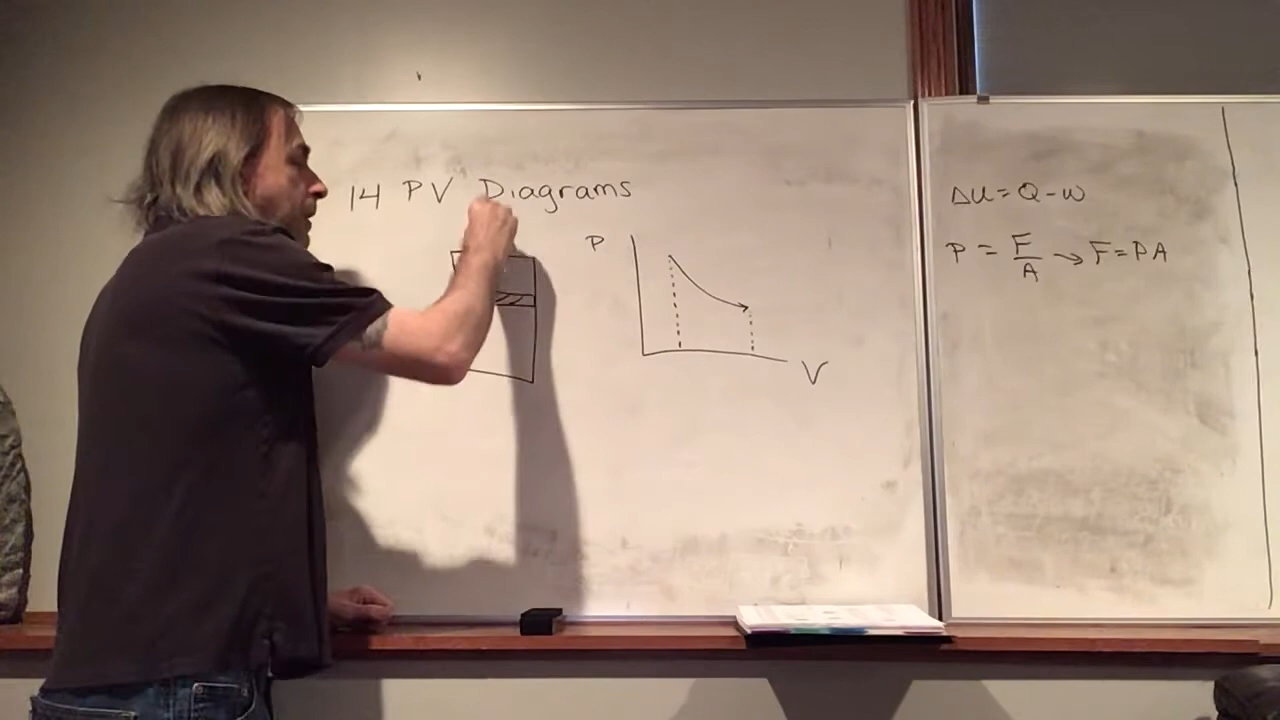 14 PV Diagrams
P
V
ΔU = Q - W
P = F/A → F = PA